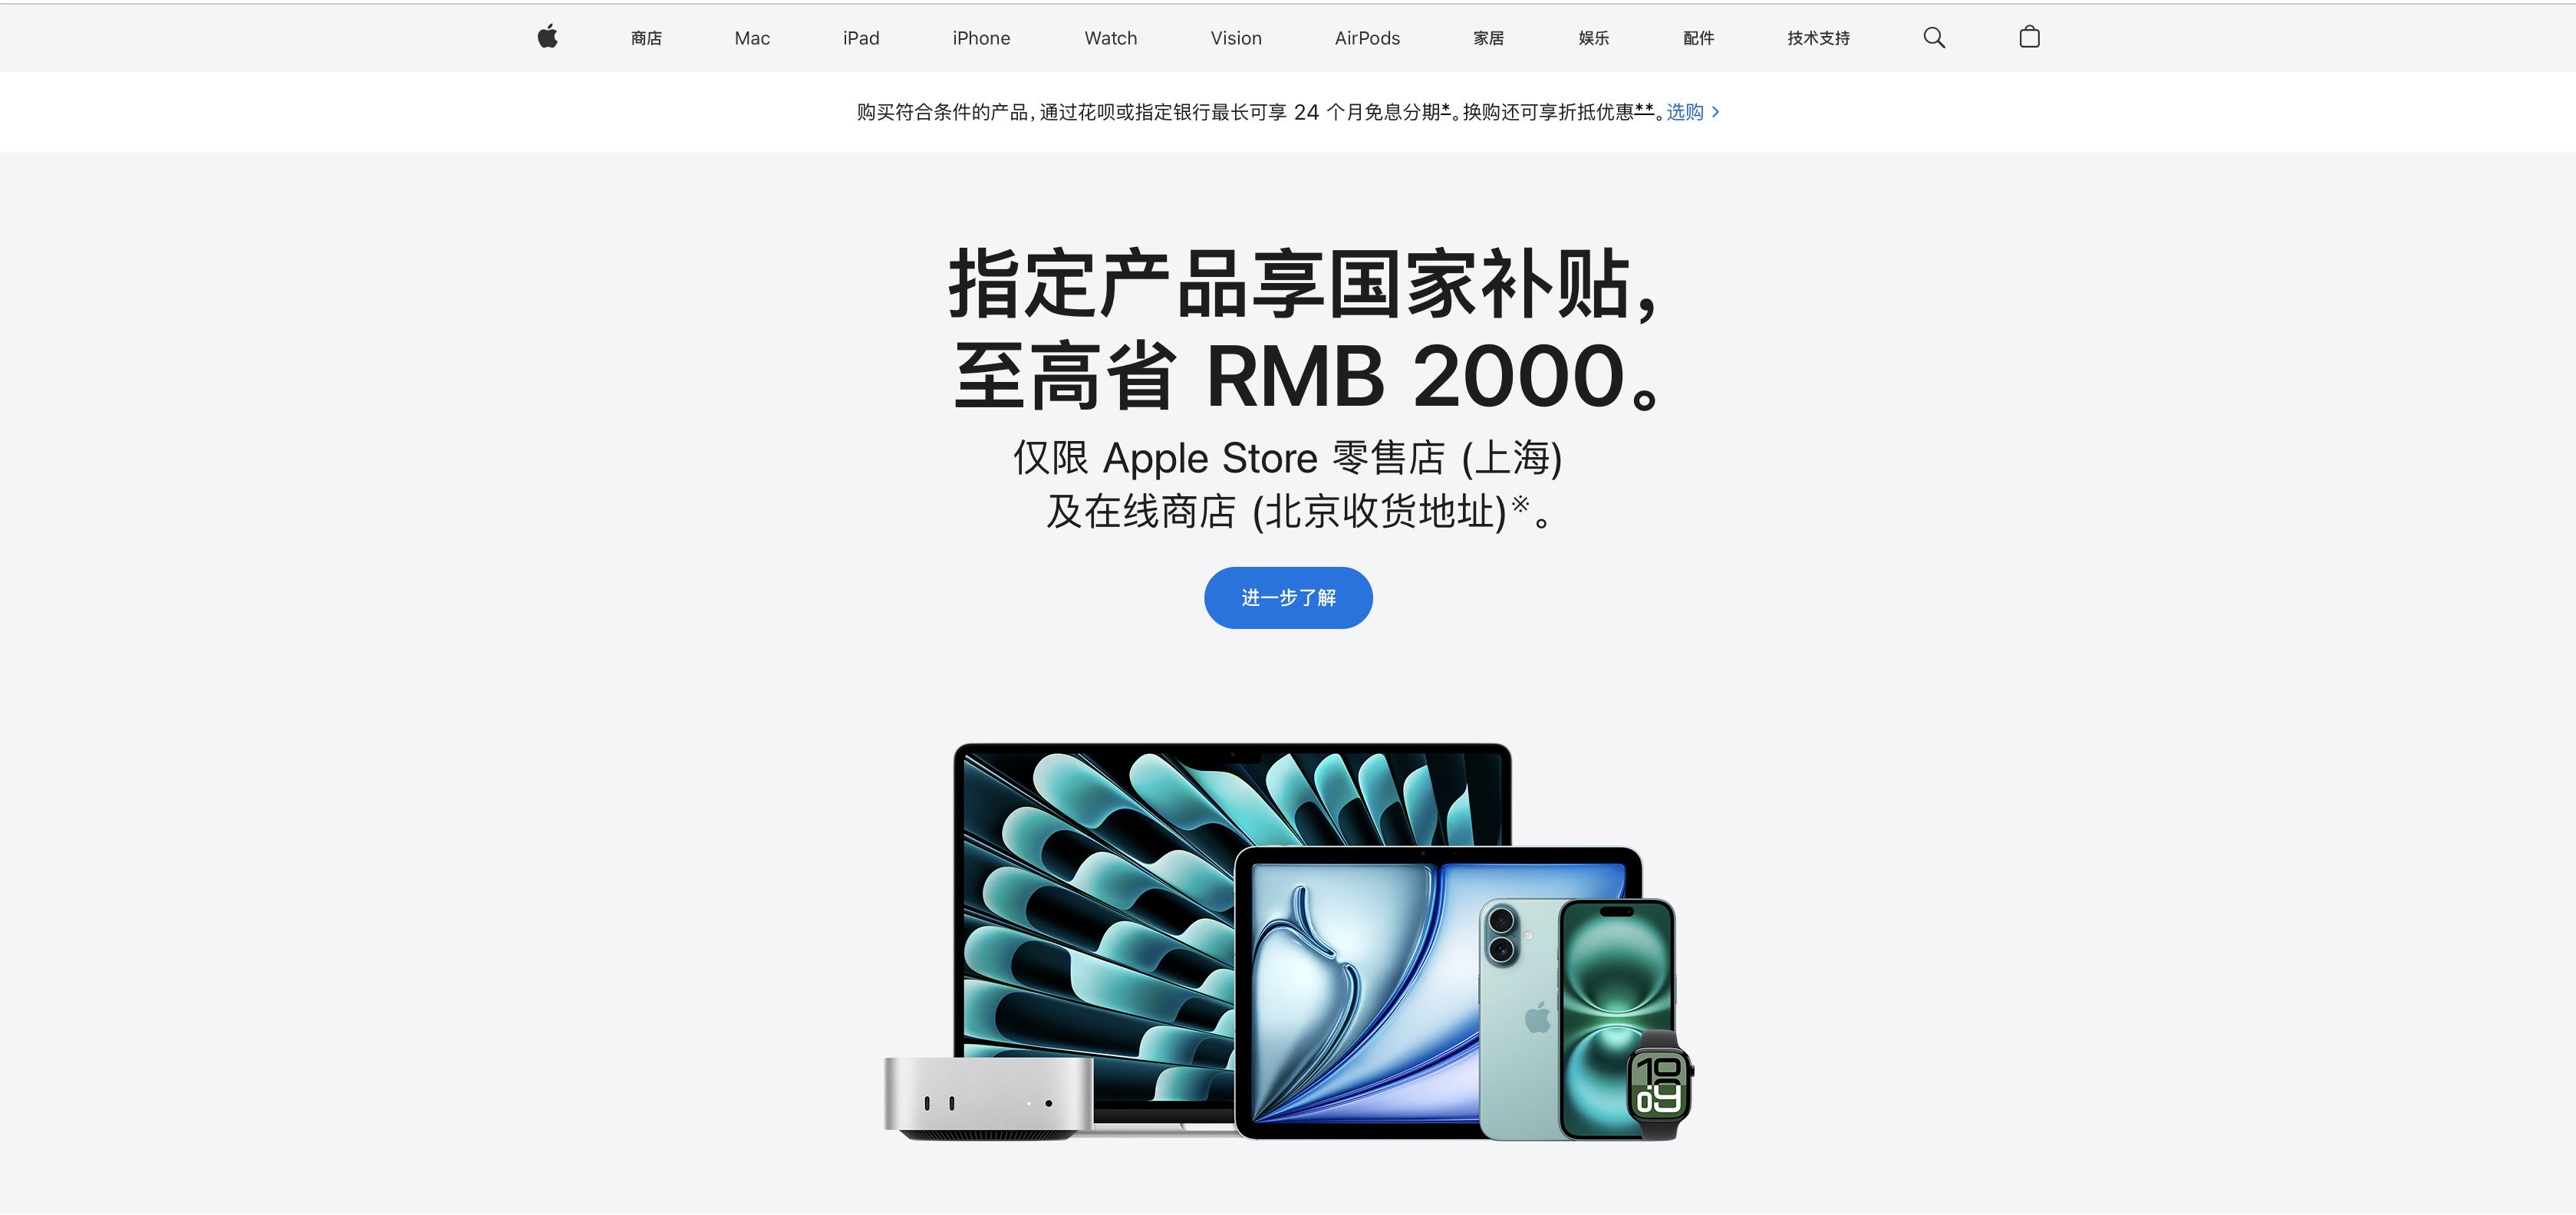 商店 Mac iPad iPhone Watch Vision AirPods 家居 娱乐 配件 技术支持
购买符合条件的产品，通过花呗或指定银行最长可享 24 个月免息分期*。换购还可享折抵优惠**。选购 >
指定产品享国家补贴，
至高省 RMB 2000。
仅限 Apple Store 零售店 (上海)
及在线商店 (北京收货地址)※。
进一步了解
10
09